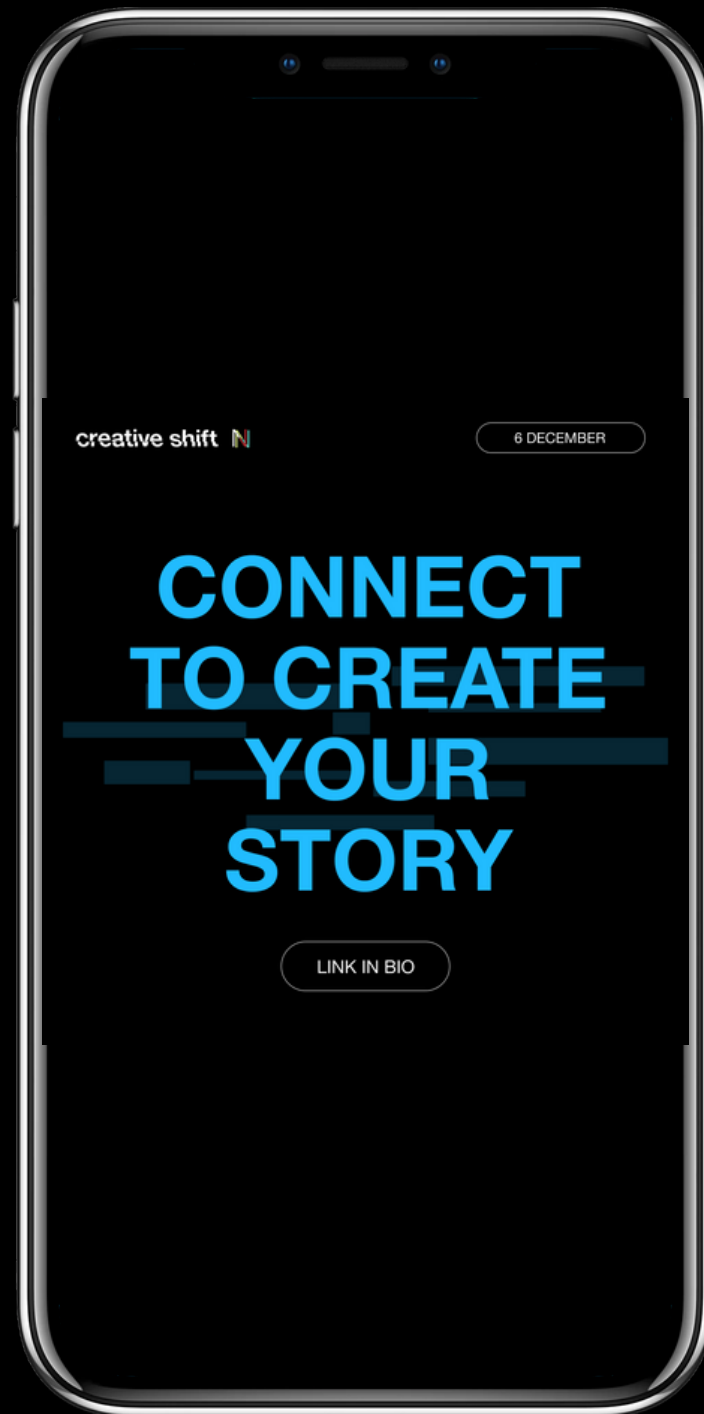 creative shift N
6 DECEMBER
CONNECT
TO CREATE
YOUR
STORY
LINK IN BIO